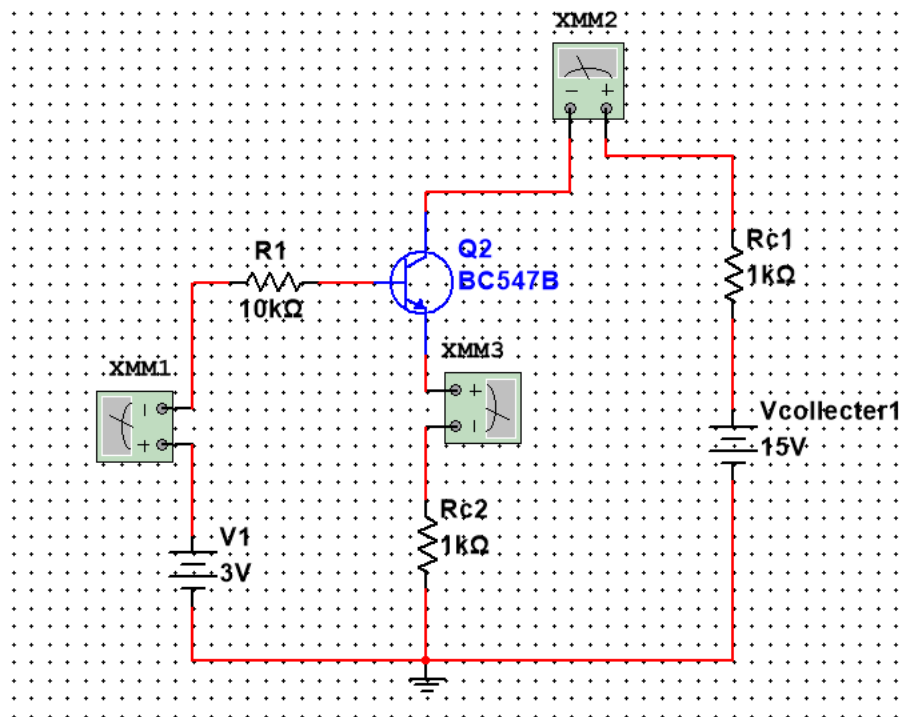 XMM2
− +
Rc1
1kΩ
Q2
BC547B
R1
10kΩ
XMM3
+
−
XMM1
−
+
Vcollecter1
15V
Rc2
1kΩ
V1
3V